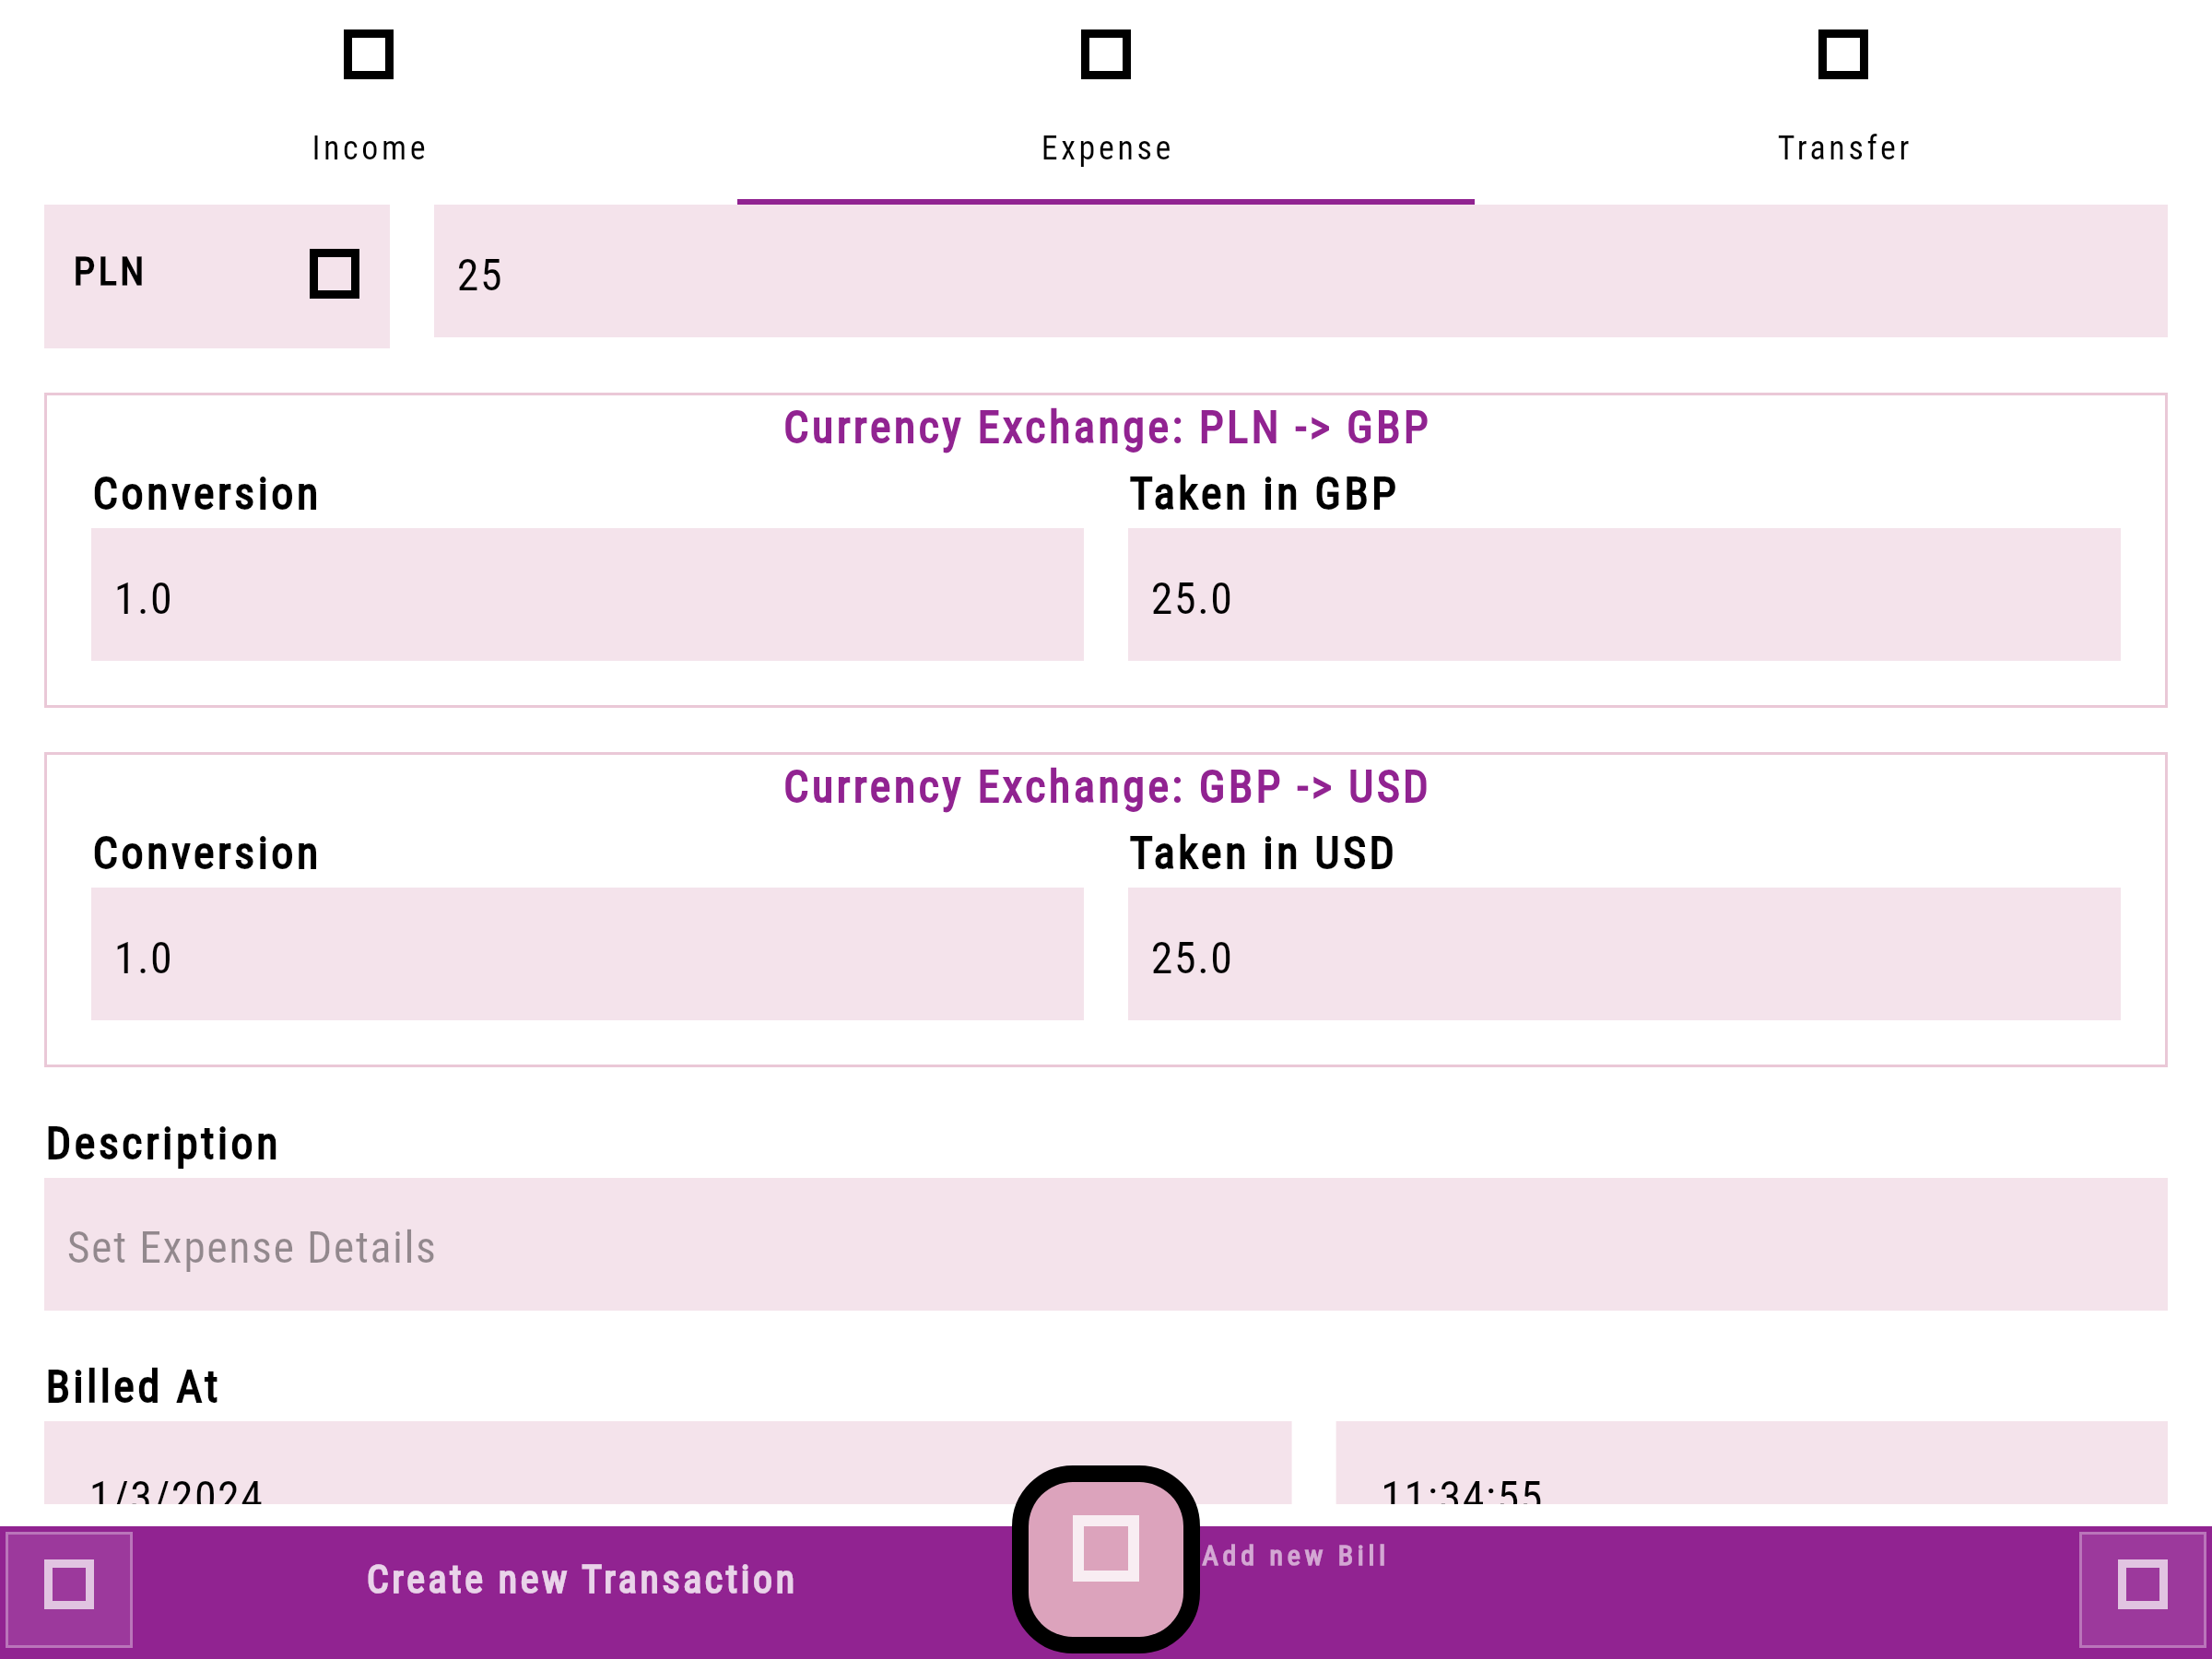 Income
Expense
Transfer
PLN
25
Currency Exchange: PLN -> GBP
Conversion
Taken in GBP
1.0
25.0
Currency Exchange: GBP -> USD
Conversion
Taken in USD
1.0
25.0
Description
Set Expense Details
Billed At
1/3/2024
11:34:55
Create new Transaction
Add new Bill